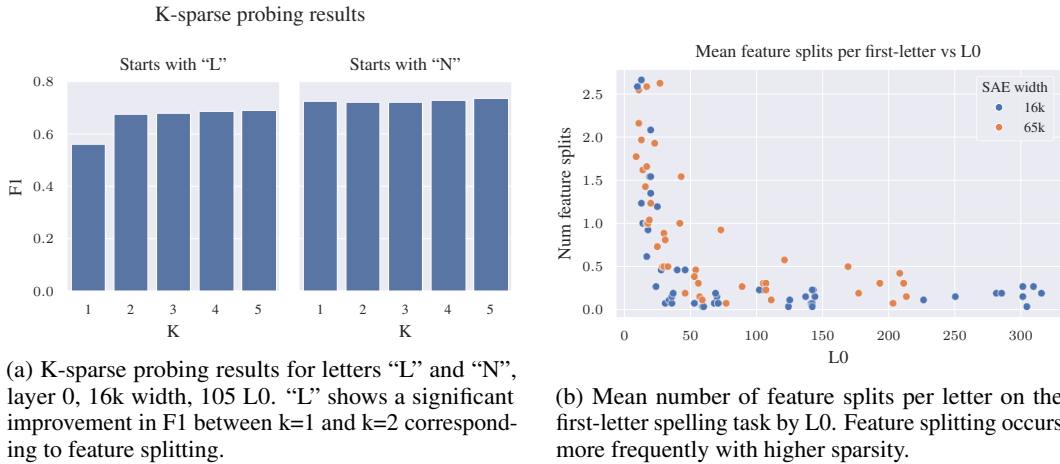 K-sparse probing results
Starts with “L”
Starts with “N”
0.8
0.6
0.4
0.2
0.0
F1
1 2 3 4 5
1 2 3 4 5
K
K
(a) K-sparse probing results for letters “L” and “N”,
layer 0, 16k width, 105 L0. “L” shows a significant
improvement in F1 between k=1 and k=2 correspond-
ing to feature splitting.
Mean feature splits per first-letter vs L0
SAE width
16k
65k
2.5
2.0
1.5
1.0
0.5
0.0
Num feature splits
0 50 100 150 200 250 300
L0
(b) Mean number of feature splits per letter on the
first-letter spelling task by L0. Feature splitting occurs
more frequently with higher sparsity.